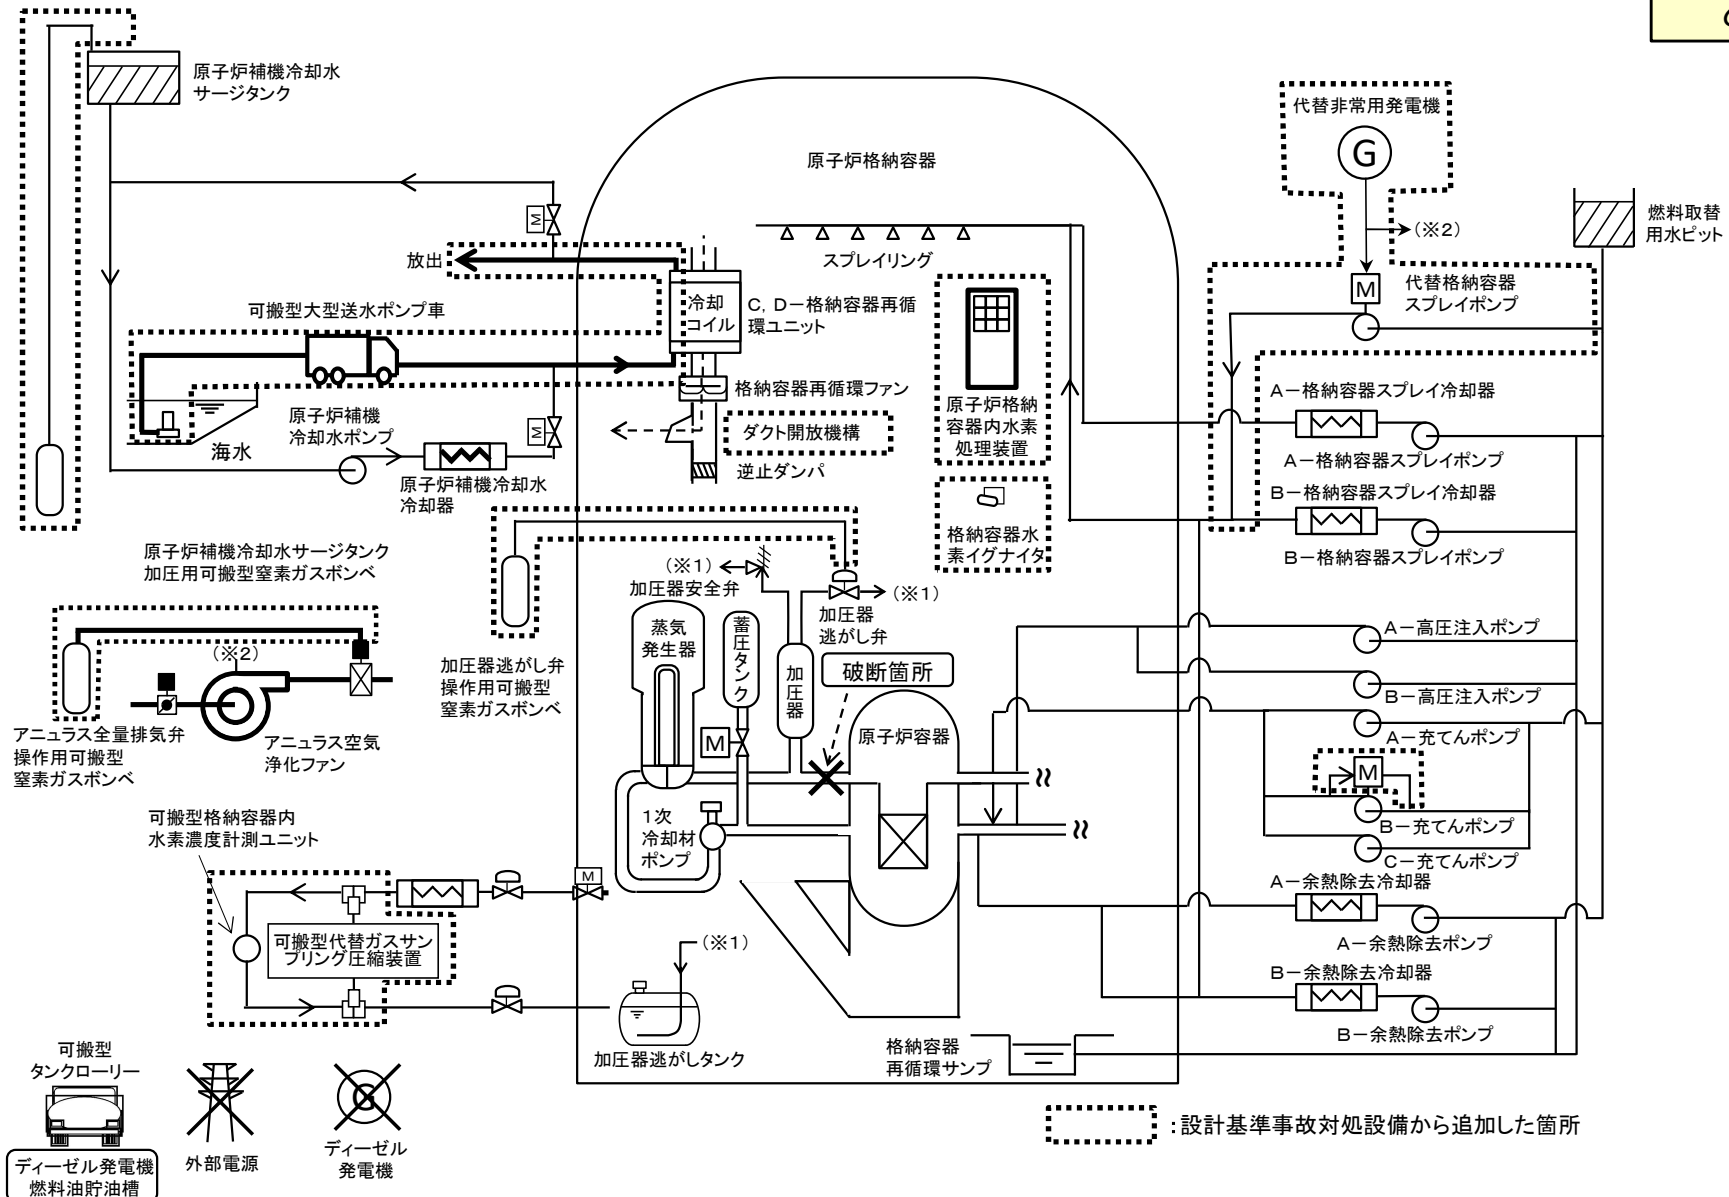 原子炉補機冷却水
サージタンク
原子炉格納容器
代替非常用発電機
G
(※2)
燃料取替
用水ピット
M
放出
スプレイリング
M
代替格納容器
スプレイポンプ
可搬型大型送水ポンプ車
冷却
コイル
C,D-格納容器再循
環ユニット
格納容器再循環ファン
原子炉格納
容器内水素
処理装置
A-格納容器スプレイ冷却器
原子炉補機
冷却水ポンプ
M
ダクト開放機構
海水
逆止ダンパ
A-格納容器スプレイポンプ
原子炉補機冷却水
冷却器
B-格納容器スプレイ冷却器
格納容器水
素イグナイタ
B-格納容器スプレイポンプ
原子炉補機冷却水サージタンク
加圧用可搬型窒素ガスボンベ
(※1)
加圧器安全弁
(※1)
加圧器
逃がし弁
蒸気
発生器
蓄圧タンク
加圧器
破断箇所
A-高圧注入ポンプ
(※2)
加圧器逃がし弁
操作用可搬型
窒素ガスボンベ
B-高圧注入ポンプ
アニュラス全量排気弁
操作用可搬型
窒素ガスボンベ
アニュラス空気
浄化ファン
M
原子炉容器
A-充てんポンプ
M
可搬型格納容器内
水素濃度計測ユニット
1次
冷却材
ポンプ
B-充てんポンプ
C-充てんポンプ
M
A-余熱除去冷却器
可搬型代替ガスサン
プリング圧縮装置
(※1)
A-余熱除去ポンプ
B-余熱除去冷却器
B-余熱除去ポンプ
加圧器逃がしタンク
格納容器
再循環サンプ
可搬型
タンクローリー
ディーゼル発電機
燃料油貯油槽
外部電源
G
ディーゼル
発電機
:設計基準事故対処設備から追加した箇所